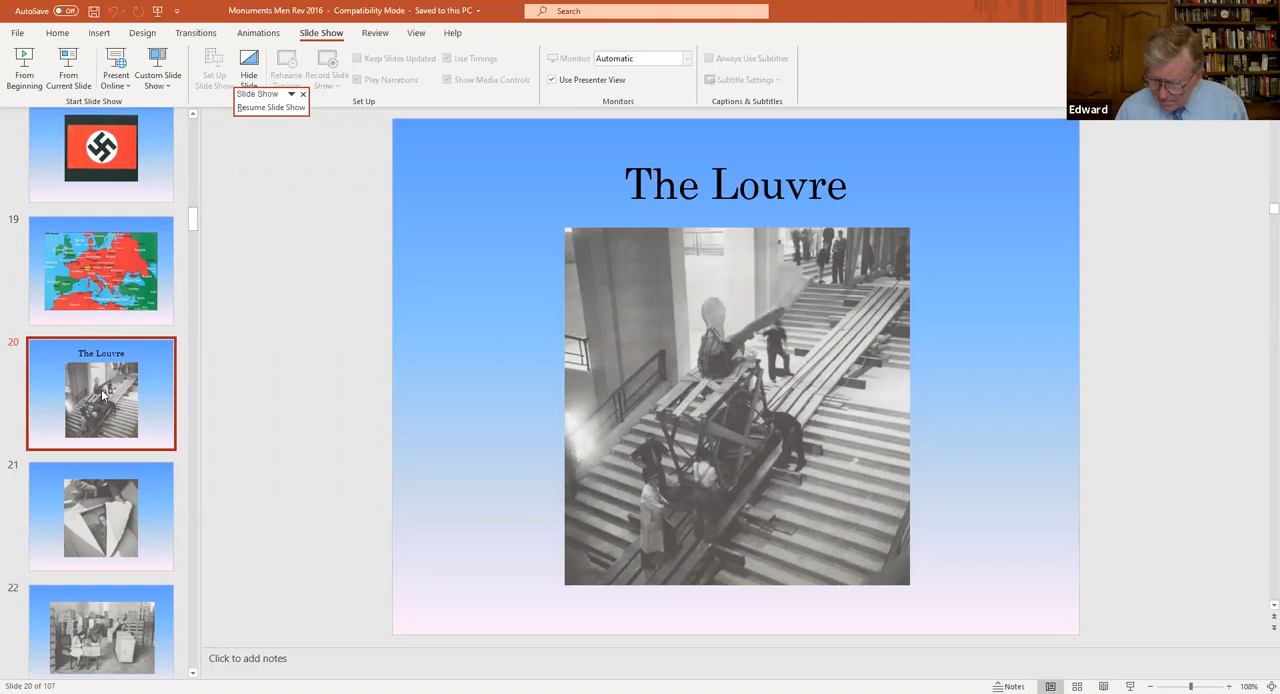 AutoSave Off
Monuments Men Rev 2016 - Compatibility Mode - Saved to this PC
Search
File Home Insert Design Transitions Animations Slide Show Review View Help
From Beginning
From Current Slide
Present Online
Custom Slide Show
Start Slide Show
Set Up Slide Show
Hide Slide
Rehearse
Record Slide Show
Keep Slides Updated
Play Narrations
Use Timings
Show Media Controls
Set Up
Slide Show
Resume Slide Show
Monitor Automatic
Use Presenter View
Monitors
Always Use Subtitles
Subtitle Settings
Captions & Subtitles
Edward
19
20
The Louvre
21
22
The Louvre
Click to add notes
Slide 20 of 107
Notes
108%